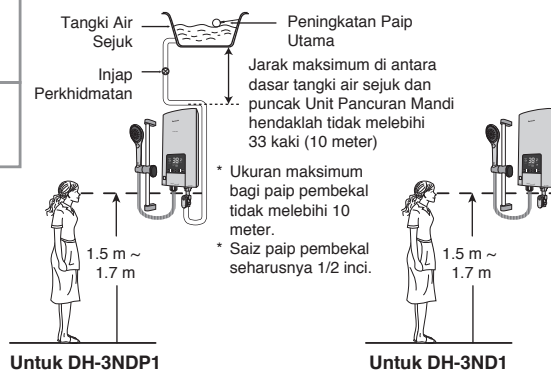 Tangki Air
Sejuk
Peningkatan Paip
Utama
Injap
Perkhidmatan
Jarak maksimum di antara
dasar tangki air sejuk dan
puncak Unit Pancuran Mandi
hendaklah tidak melebihi
33 kaki (10 meter)
* Ukuran maksimum
bagi paip pembekal
tidak melebihi 10
meter.
* Saiz paip pembekal
seharusnya 1/2 inci.
1.5 m ~
1.7 m
1.5 m ~
1.7 m
Untuk DH-3NDP1
Untuk DH-3ND1